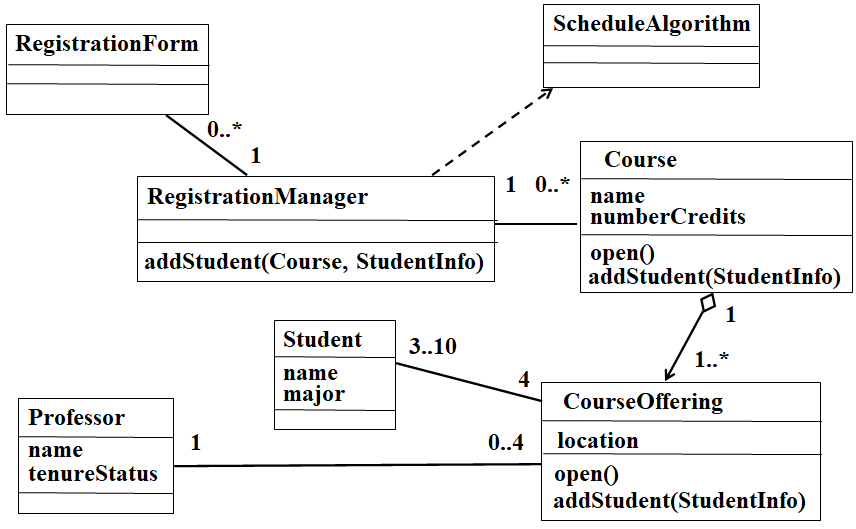 RegistrationForm
ScheduleAlgorithm
0..*
1
RegistrationManager
addStudent(Course, StudentInfo)
1
0..*
Course
name
numberCredits
open()
addStudent(StudentInfo)
1
1..*
Student
name
major
3..10
4
Professor
name
tenureStatus
1
0..4
CourseOffering
location
open()
addStudent(StudentInfo)